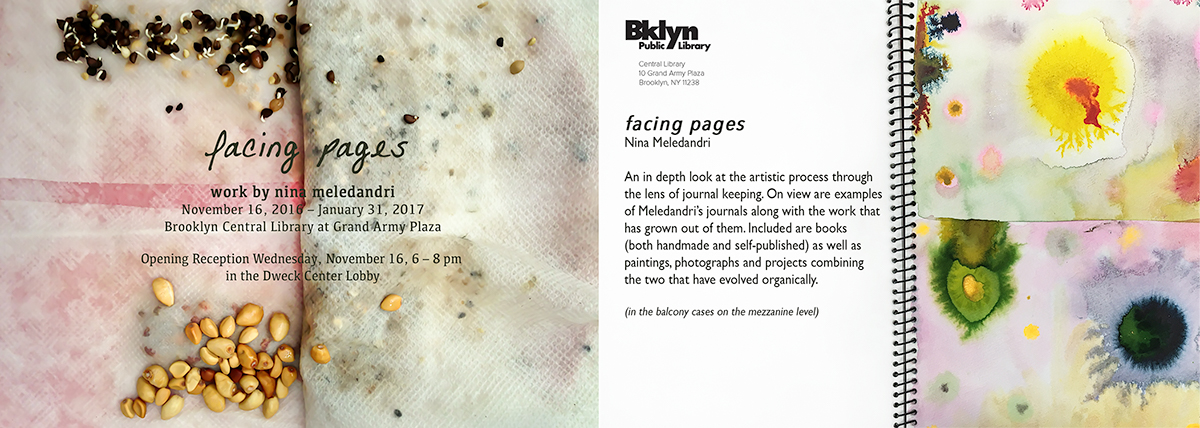 facing pages
work by nina meledandri
November 16, 2016 – January 31, 2017
Brooklyn Central Library at Grand Army Plaza
Opening Reception Wednesday, November 16, 6 – 8 pm
in the Dweck Center Lobby
Bklyn
Public Library
Central Library
10 Grand Army Plaza
Brooklyn, NY 11238
facing pages
Nina Meledandri
An in depth look at the artistic process through
the lens of journal keeping. On view are examples
of Meledandri's journals along with the work that
has grown out of them. Included are books
(both handmade and self-published) as well as
paintings, photographs and projects combining
the two that have evolved organically.
(in the balcony cases on the mezzanine level)